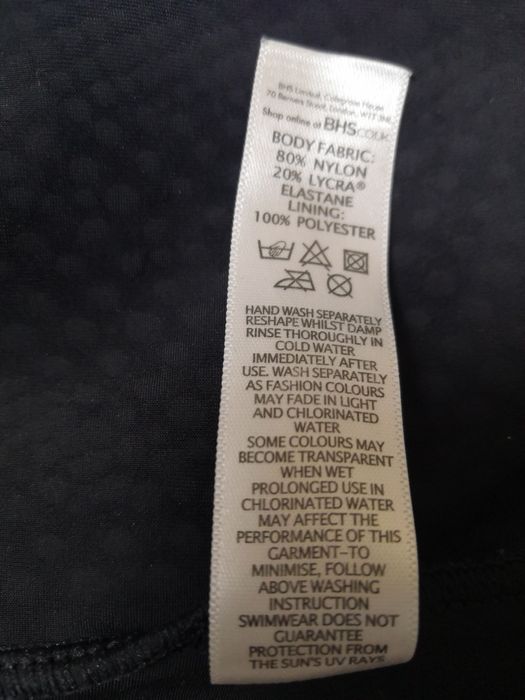 BHS Limited, Collegiate House
70 Berners Street, London, W1T 3NL
Shop online at BHS.CO.UK
BODY FABRIC:
80% NYLON
20% LYCRA®
ELASTANE
LINING:
100% POLYESTER
HAND WASH SEPARATELY
RESHAPE WHILST DAMP
RINSE THOROUGHLY IN
COLD WATER
IMMEDIATELY AFTER
USE. WASH SEPARATELY
AS FASHION COLOURS
MAY FADE IN LIGHT
AND CHLORINATED
WATER
SOME COLOURS MAY
BECOME TRANSPARENT
WHEN WET
PROLONGED USE IN
CHLORINATED WATER
MAY AFFECT THE
PERFORMANCE OF THIS
GARMENT-TO
MINIMISE, FOLLOW
ABOVE WASHING
INSTRUCTION
SWIMWEAR DOES NOT
GUARANTEE
PROTECTION FROM
THE SUN'S UV RAYS